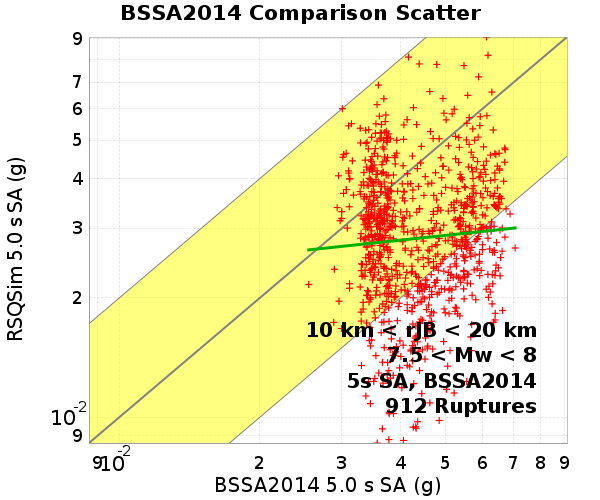 BSSA2014 Comparison Scatter
RSQSim 5.0 s SA (g)
9
7
6
5
4
3
2
10-2
9
10 km < rJB < 20 km
7.5 < Mw < 8
5s SA, BSSA2014
912 Ruptures
9 10-2 2 3 4 5 6 7 8 9
BSSA2014 5.0 s SA (g)